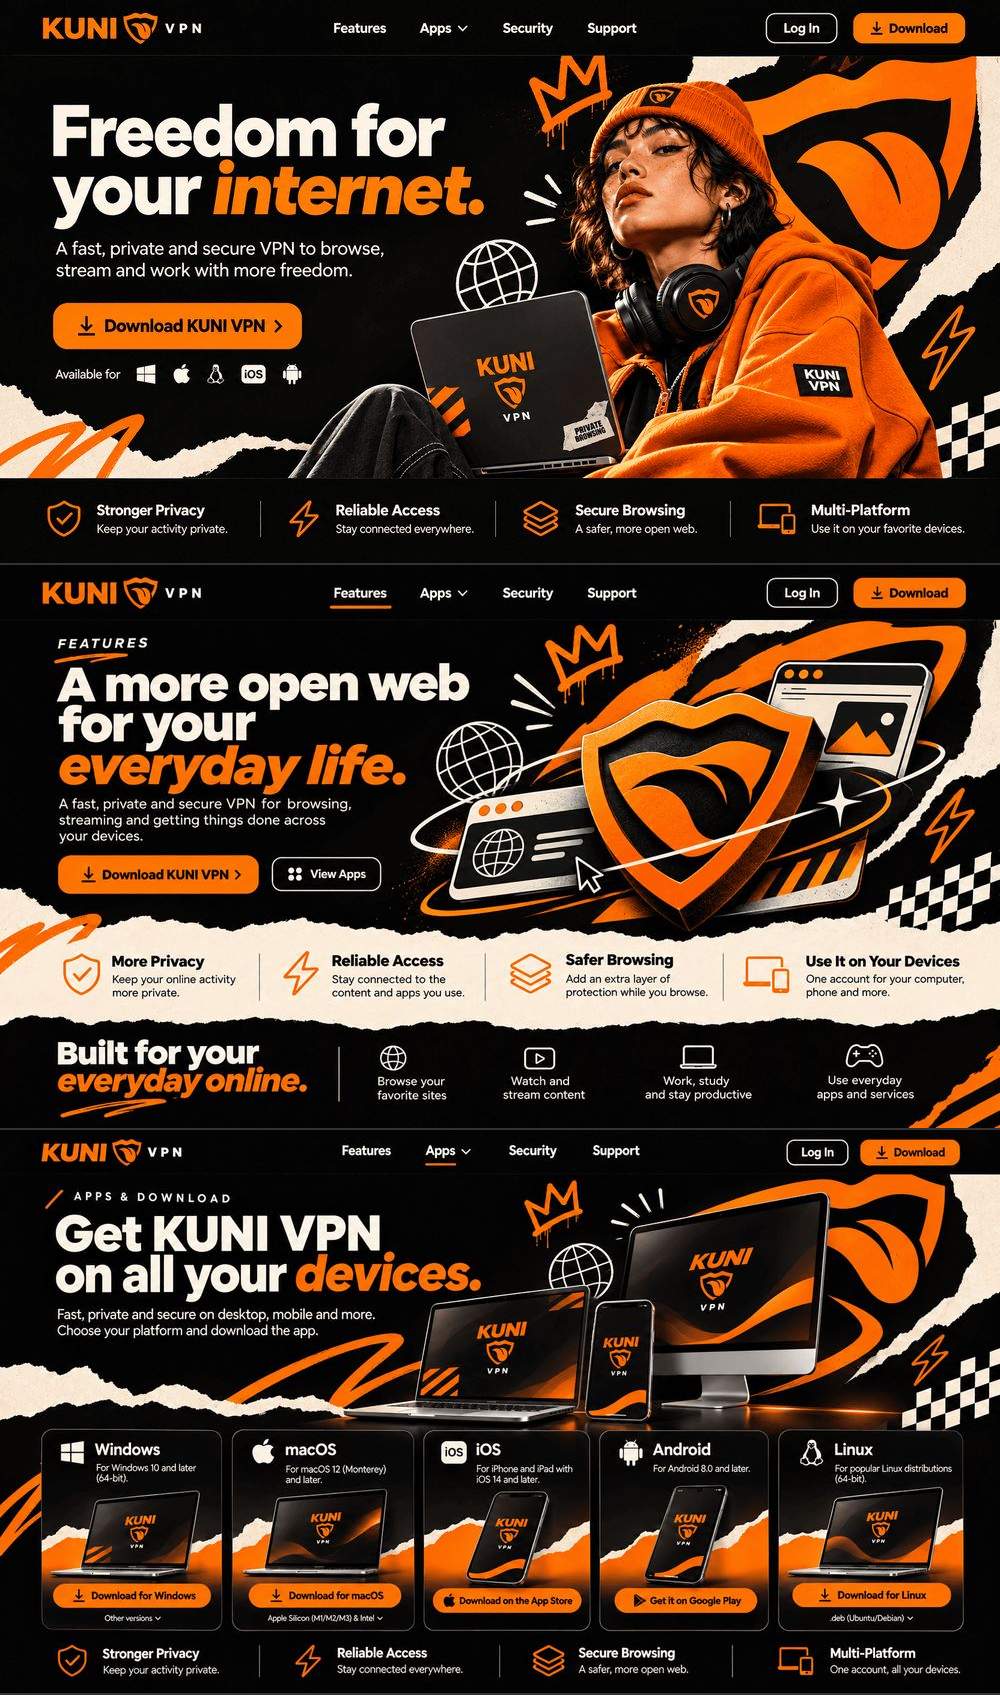 KUNI VPN
Features Apps Security Support
Log In Download
Freedom for
your internet.
A fast, private and secure VPN to browse,
stream and work with more freedom.
Download KUNI VPN
Available for iOS
KUNI
VPN
PRIVATE
BROWSING
KUNI
VPN
Stronger Privacy
Keep your activity private.
Reliable Access
Stay connected everywhere.
Secure Browsing
A safer, more open web.
Multi-Platform
Use it on your favorite devices.
KUNI VPN
Features Apps Security Support
Log In Download
FEATURES
A more open web
for your
everyday life.
A fast, private and secure VPN for browsing,
streaming and getting things done across
your devices.
Download KUNI VPN
View Apps
More Privacy
Keep your online activity
more private.
Reliable Access
Stay connected to the
content and apps you use.
Safer Browsing
Add an extra layer of
protection while you browse.
Use It on Your Devices
One account for your computer,
phone and more.
Built for your
everyday online.
Browse your
favorite sites
Watch and
stream content
Work, study
and stay productive
Use everyday
apps and services
KUNI VPN
Features Apps Security Support
Log In Download
APPS & DOWNLOAD
Get KUNI VPN
on all your devices.
Fast, private and secure on desktop, mobile and more.
Choose your platform and download the app.
KUNI
VPN
KUNI
VPN
KUNI
VPN
Windows
For Windows 10 and later
(64-bit).
KUNI
VPN
Download for Windows
Other versions
macOS
For macOS 12 (Monterey)
and later.
KUNI
VPN
Download for macOS
Apple Silicon (M1/M2/M3) & Intel
iOS
iOS
For iPhone and iPad with
iOS 14 and later.
KUNI
VPN
Download on the App Store
Android
For Android 8.0 and later.
KUNI
VPN
Get it on Google Play
Linux
For popular Linux distributions
(64-bit).
KUNI
VPN
Download for Linux
.deb (Ubuntu/Debian)
Stronger Privacy
Keep your activity private.
Reliable Access
Stay connected everywhere.
Secure Browsing
A safer, more open web.
Multi-Platform
One account, all your devices.